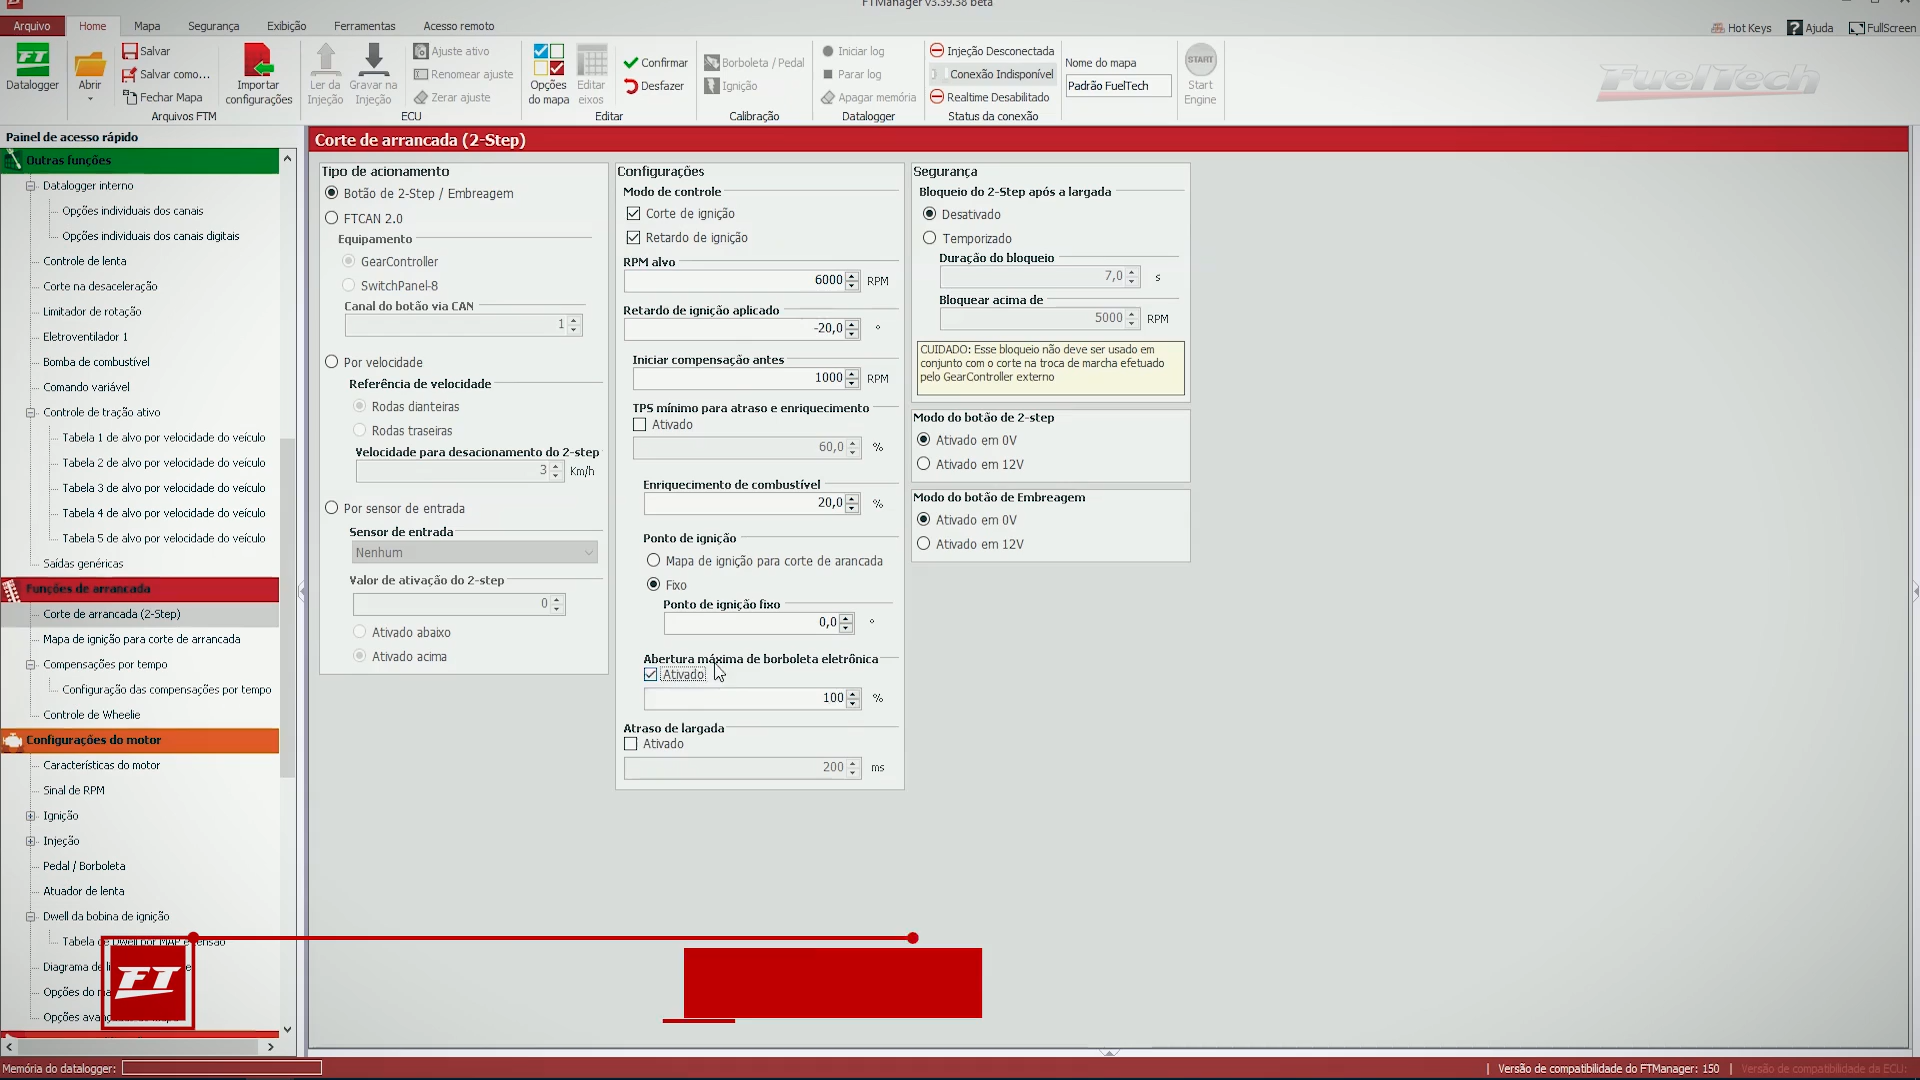 FTManager v3.39.38 beta
Arquivo
Home
Mapa
Segurança
Exibição
Ferramentas
Acesso remoto
Hot Keys
Ajuda
FullScreen
FT
Datalogger
Abrir
Salvar
Salvar como...
Fechar Mapa
Importar
configurações
Arquivos FTM
Ler da
Injeção
Gravar na
Injeção
Ajuste ativo
Renomear ajuste
Zerar ajuste
ECU
Opções
do mapa
Editar
eixos
Confirmar
Desfazer
Editar
Borboleta / Pedal
Ignição
Calibração
Iniciar log
Parar log
Apagar memória
Datalogger
Injeção Desconectada
Conexão Indisponível
Realtime Desabilitado
Status da conexão
Nome do mapa
Padrão FuelTech
START
Start
Engine
FuelTech
Painel de acesso rápido
Outras funções
Datalogger interno
Opções individuais dos canais
Opções individuais dos canais digitais
Controle de lenta
Corte na desaceleração
Limitador de rotação
Eletroventilador 1
Bomba de combustível
Comando variável
Controle de tração ativo
Tabela 1 de alvo por velocidade do veículo
Tabela 2 de alvo por velocidade do veículo
Tabela 3 de alvo por velocidade do veículo
Tabela 4 de alvo por velocidade do veículo
Tabela 5 de alvo por velocidade do veículo
Saídas genéricas
Funções de arrancada
Corte de arrancada (2-Step)
Mapa de ignição para corte de arrancada
Compensações por tempo
Configuração das compensações por tempo
Controle de Wheelie
Configurações do motor
Características do motor
Sinal de RPM
Ignição
Injeção
Pedal / Borboleta
Atuador de lenta
Dwell da bobina de ignição
Tabela de Dwell por MAP e Tensão
Diagrama de
Opções do
Opções
FT
Corte de arrancada (2-Step)
Tipo de acionamento
Botão de 2-Step / Embreagem
FTCAN 2.0
Equipamento
GearController
SwitchPanel-8
Canal do botão via CAN
1
Por velocidade
Referência de velocidade
Rodas dianteiras
Rodas traseiras
Velocidade para desacionamento do 2-step
3 Km/h
Por sensor de entrada
Sensor de entrada
Nenhum
Valor de ativação do 2-step
0
Ativado abaixo
Ativado acima
Configurações
Modo de controle
Corte de ignição
Retardo de ignição
RPM alvo
6000 RPM
Retardo de ignição aplicado
-20,0 °
Iniciar compensação antes
1000 RPM
TPS mínimo para atraso e enriquecimento
Ativado
60,0 %
Enriquecimento de combustível
20,0 %
Ponto de ignição
Mapa de ignição para corte de arancada
Fixo
Ponto de ignição fixo
0,0 °
Abertura máxima de borboleta eletrônica
Ativado
100 %
Atraso de largada
Ativado
200 ms
Segurança
Bloqueio do 2-Step após a largada
Desativado
Temporizado
Duração do bloqueio
7,0 s
Bloquear acima de
5000 RPM
CUIDADO: Esse bloqueio não deve ser usado em
conjunto com o corte na troca de marcha efetuado
pelo GearController externo
Modo do botão de 2-step
Ativado em 0V
Ativado em 12V
Modo do botão de Embreagem
Ativado em 0V
Ativado em 12V
Memória do datalogger:
Versão de compatibilidade do FTManager: 150
Versão de compatibilidade da ECU: